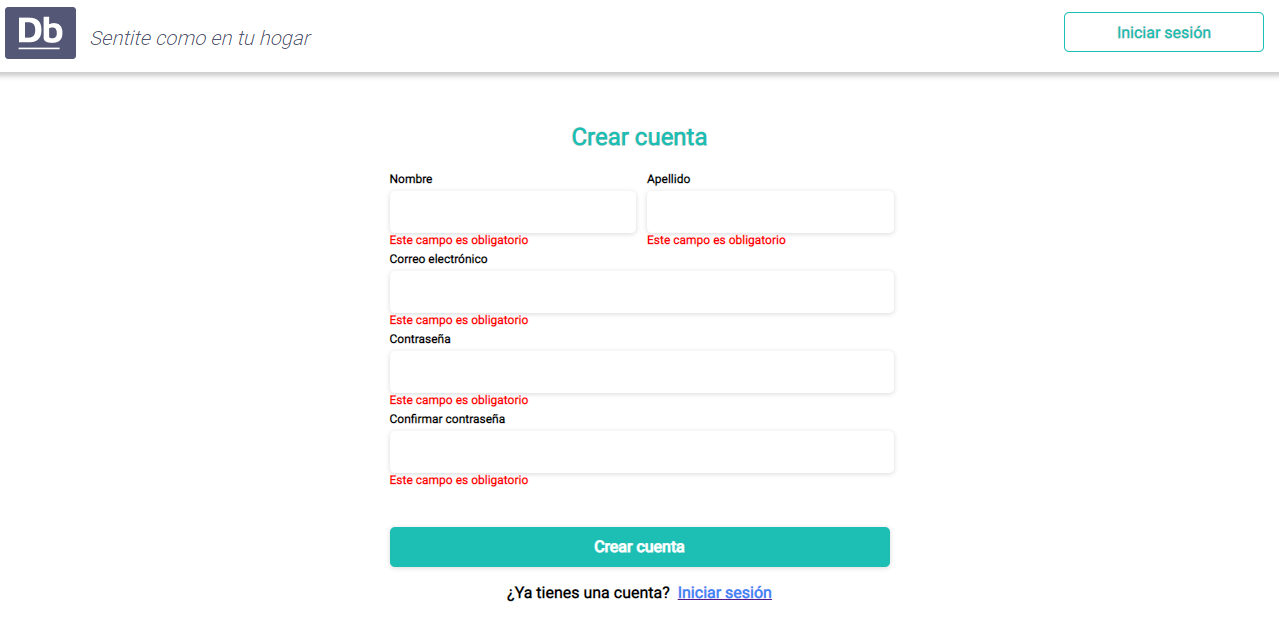 Db
Sentite como en tu hogar
Iniciar sesión
Crear cuenta
Nombre
Apellido
Este campo es obligatorio
Este campo es obligatorio
Correo electrónico
Este campo es obligatorio
Contraseña
Este campo es obligatorio
Confirmar contraseña
Este campo es obligatorio
Crear cuenta
¿Ya tienes una cuenta? Iniciar sesión